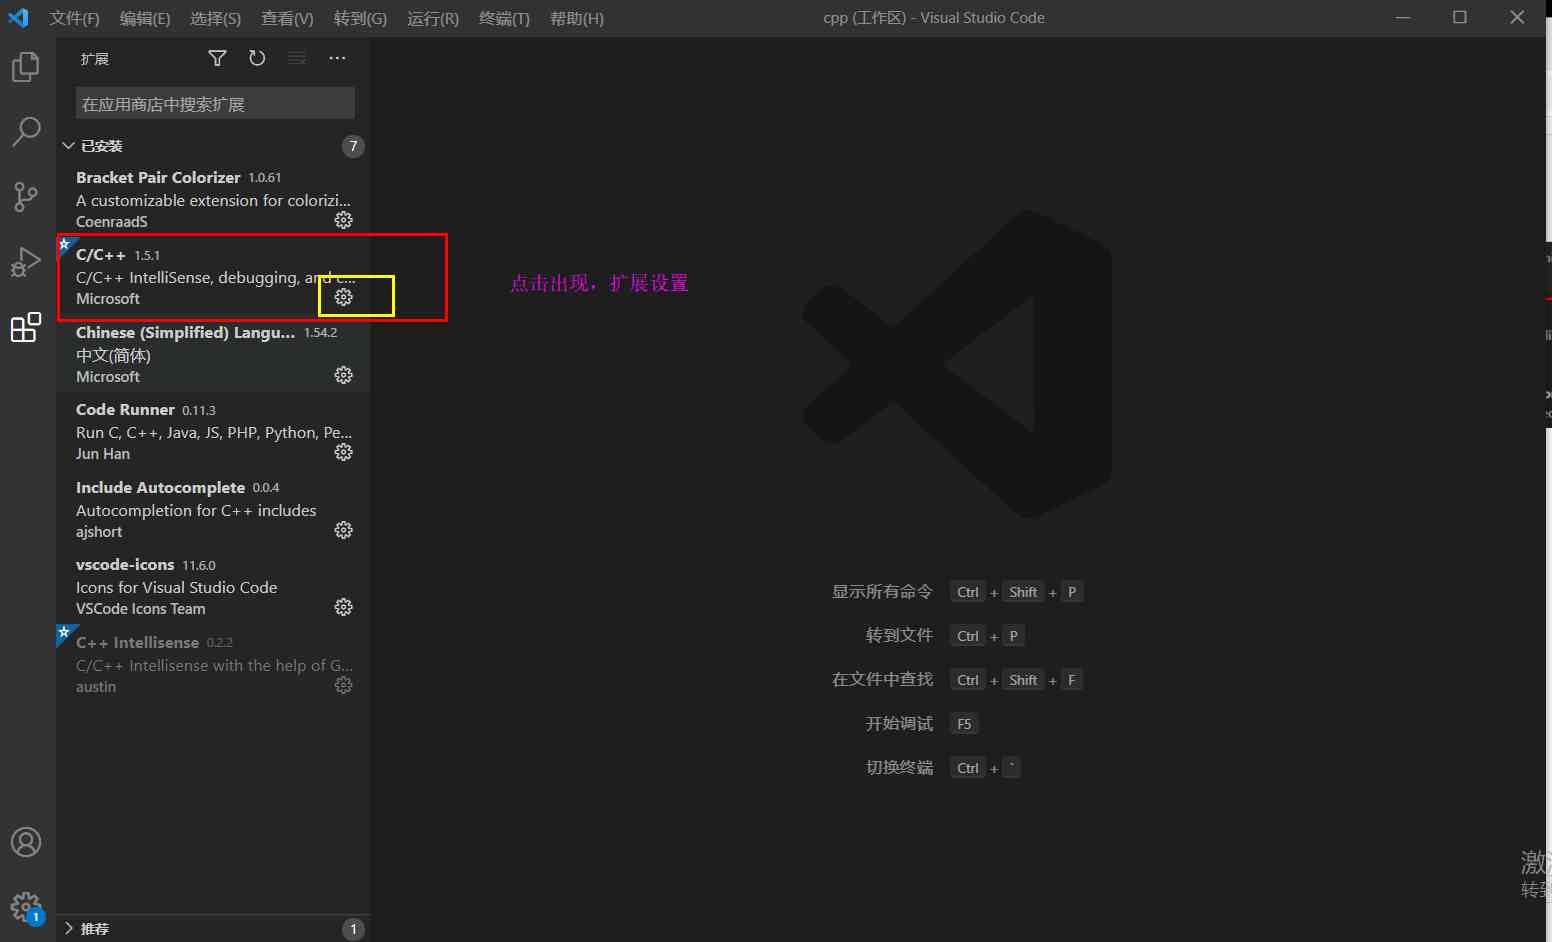 文件(F) 编辑(E) 选择(S) 查看(V) 转到(G) 运行(R) 终端(T) 帮助(H) cpp (工作区) - Visual Studio Code
扩展
在应用商店中搜索扩展
已安装 7
Bracket Pair Colorizer 1.0.61
A customizable extension for colorizi...
CoenraadS
C/C++ 1.5.1
C/C++ IntelliSense, debugging, and c...
Microsoft
点击出现，扩展设置
Chinese (Simplified) Langu... 1.54.2
中文(简体)
Microsoft
Code Runner 0.11.3
Run C, C++, Java, JS, PHP, Python, Pe...
Jun Han
Include Autocomplete 0.0.4
Autocompletion for C++ includes
ajshort
vscode-icons 11.6.0
Icons for Visual Studio Code
VSCode Icons Team
C++ Intellisense 0.2.2
C/C++ Intellisense with the help of G...
austin
显示所有命令 Ctrl + Shift + P
转到文件 Ctrl + P
在文件中查找 Ctrl + Shift + F
开始调试 F5
切换终端 Ctrl + `
激
转到
1
推荐 1